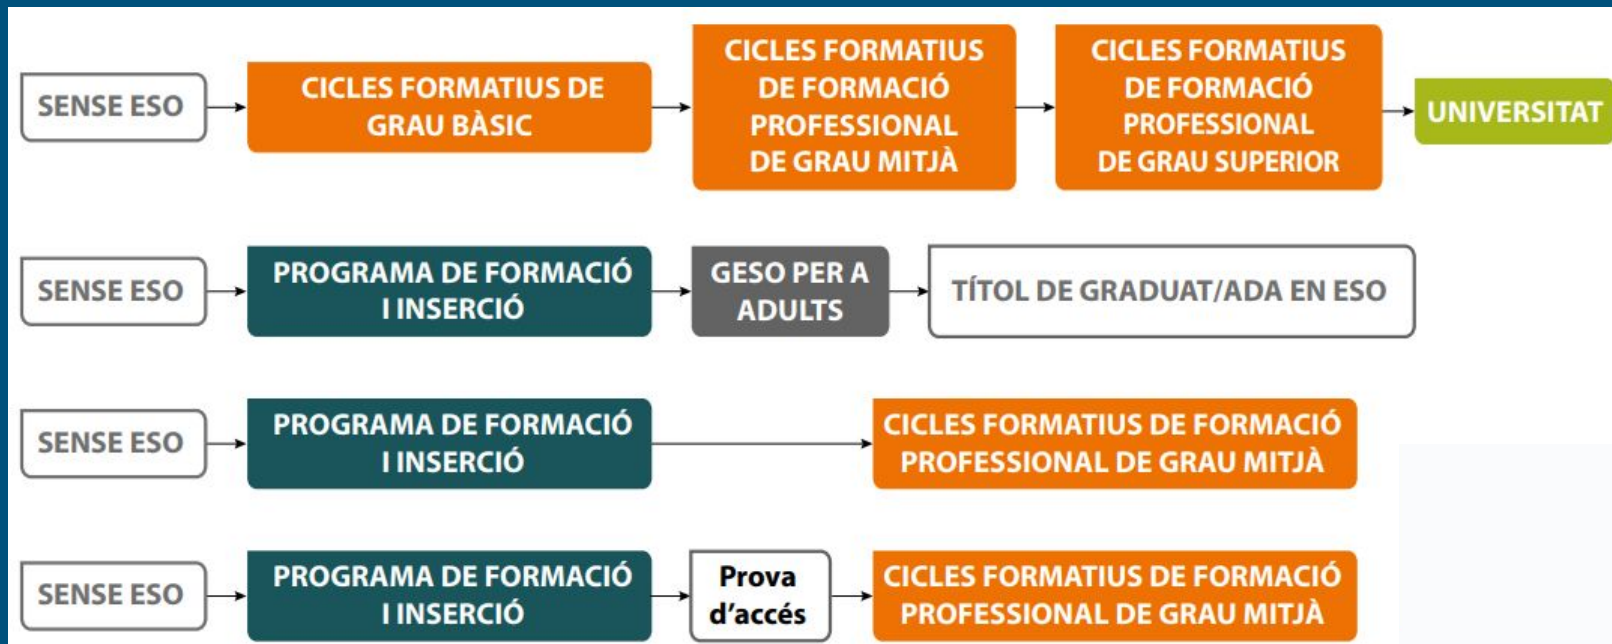 SENSE ESO
CICLES FORMATIUS DE
GRAU BÀSIC
CICLES FORMATIUS
DE FORMACIÓ
PROFESSIONAL
DE GRAU MITJÀ
CICLES FORMATIUS
DE FORMACIÓ
PROFESSIONAL
DE GRAU SUPERIOR
UNIVERSITAT
SENSE ESO
PROGRAMA DE FORMACIÓ
I INSERCIÓ
GESO PER A
ADULTS
TÍTOL DE GRADUAT/ADA EN ESO
SENSE ESO
PROGRAMA DE FORMACIÓ
I INSERCIÓ
CICLES FORMATIUS DE FORMACIÓ
PROFESSIONAL DE GRAU MITJÀ
SENSE ESO
PROGRAMA DE FORMACIÓ
I INSERCIÓ
Prova
d'accés
CICLES FORMATIUS DE FORMACIÓ
PROFESSIONAL DE GRAU MITJÀ